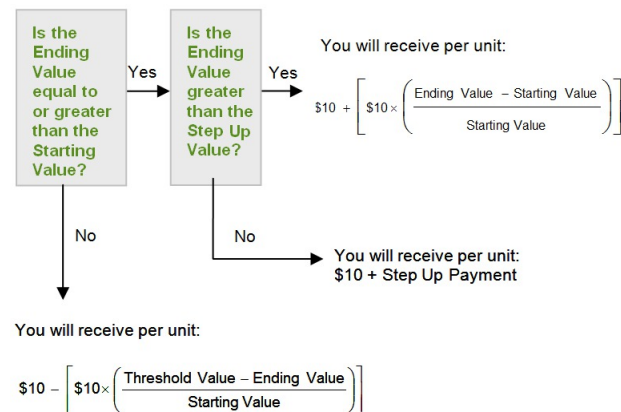 Is the
Ending
Value
equal to
or greater
than the
Starting
Value?
Yes
Is the
Ending
Value
greater
than the
Step Up
Value?
Yes
You will receive per unit:
$10 + [ $10 × ( Ending Value – Starting Value
Starting Value ) ]
No
No
You will receive per unit:
$10 + Step Up Payment
You will receive per unit:
$10 – [ $10× ( Threshold Value – Ending Value
Starting Value ) ]